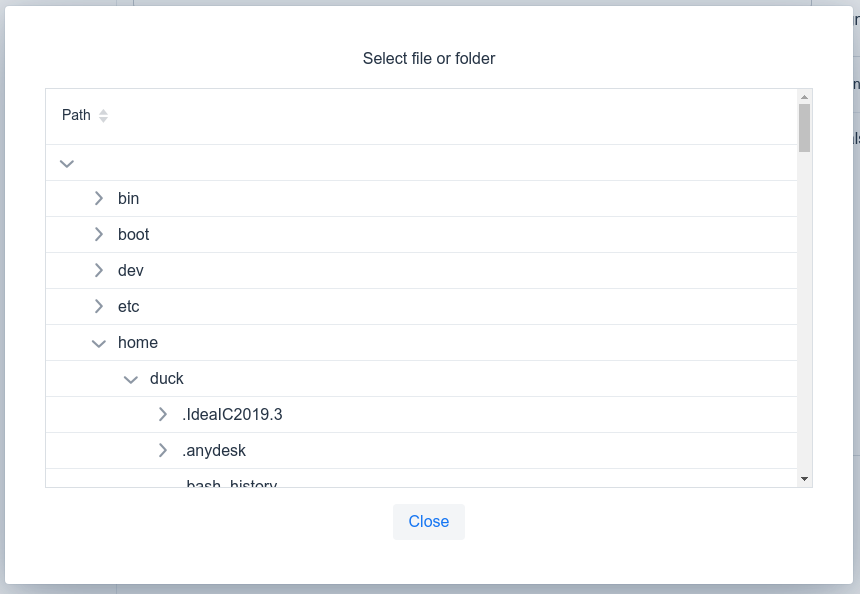 Select file or folder
Path
bin
boot
dev
etc
home
duck
.IdeaIC2019.3
.anydesk
.bash_history
Close